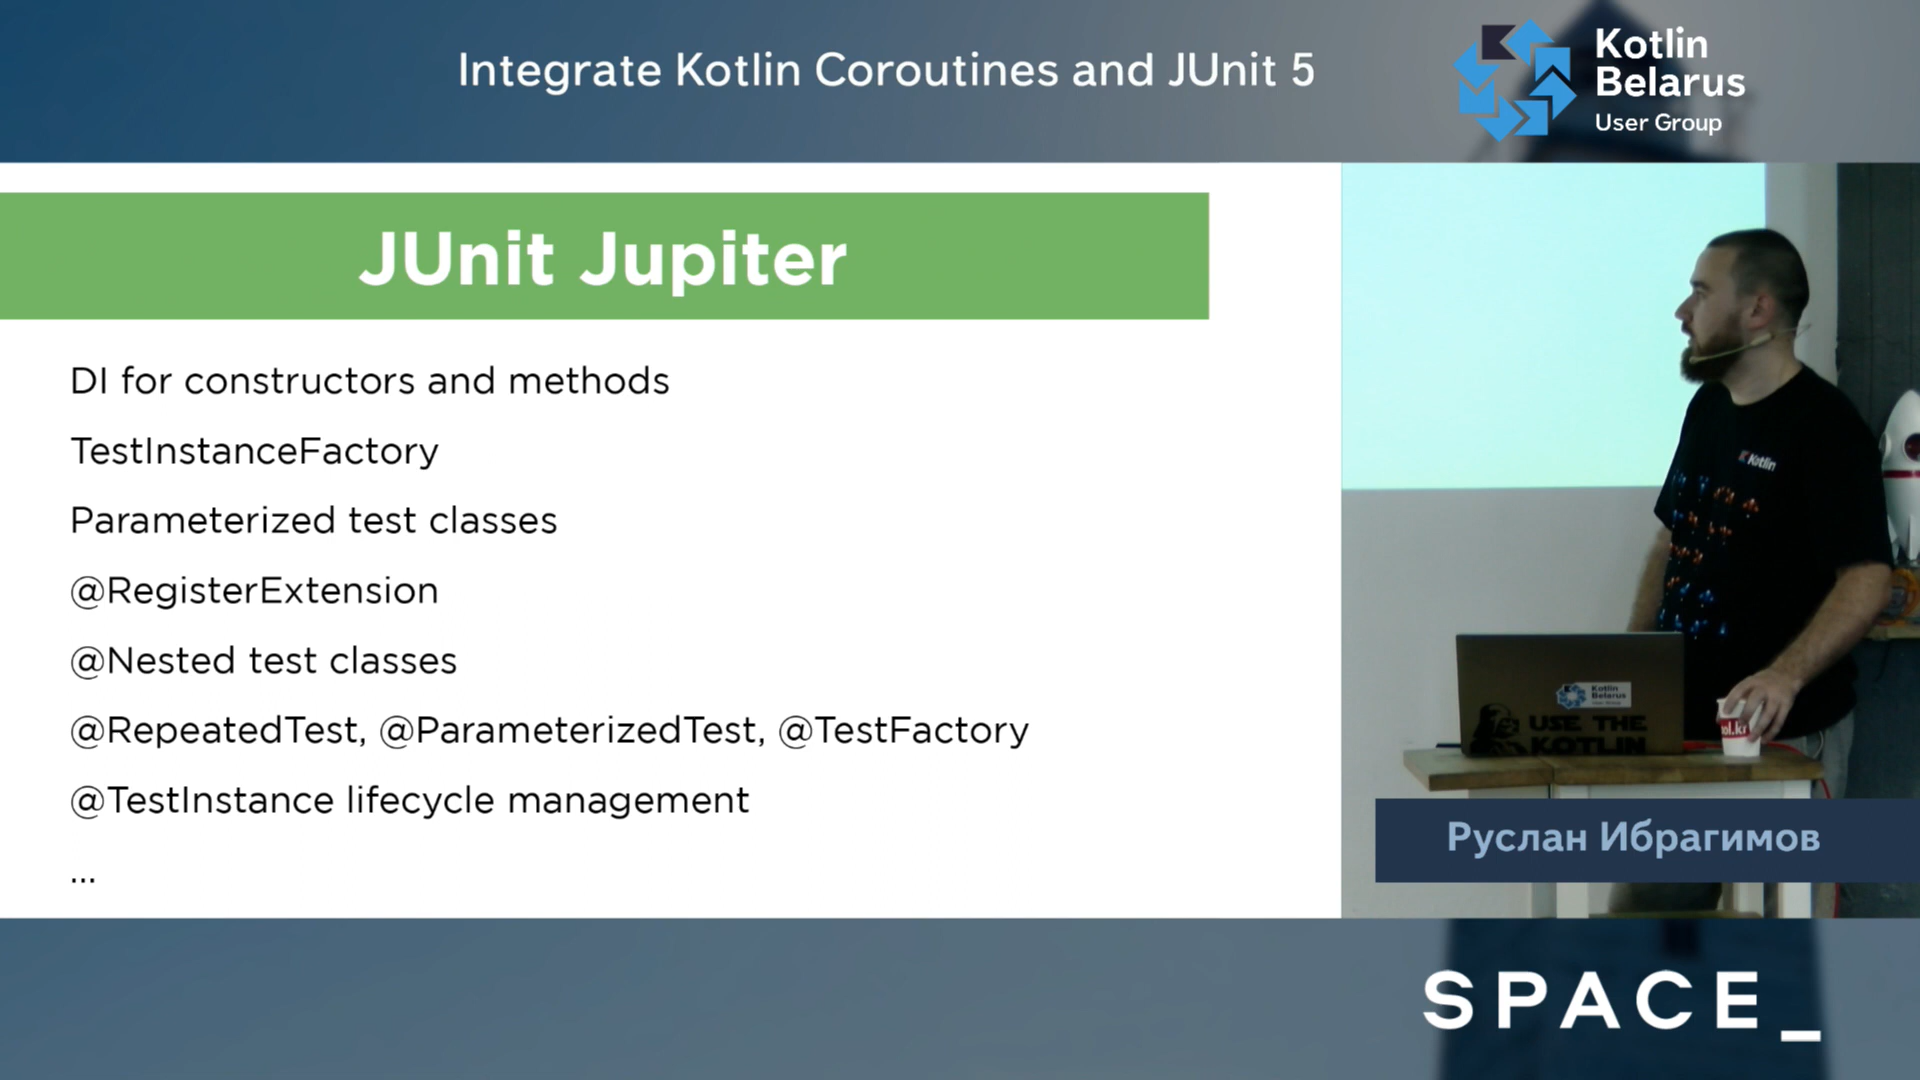 Integrate Kotlin Coroutines and JUnit 5
Kotlin
Belarus
User Group
JUnit Jupiter
DI for constructors and methods
TestInstanceFactory
Parameterized test classes
@RegisterExtension
@Nested test classes
@RepeatedTest, @ParameterizedTest, @TestFactory
@TestInstance lifecycle management
...
Kotlin
Kotlin
Belarus
USE THE
KOTLIN
Руслан Ибрагимов
SPACE_